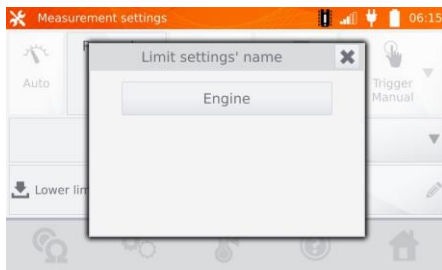 Measurement settings 06:15
Limit settings' name
Auto
Engine
Trigger
Manual
Lower lim